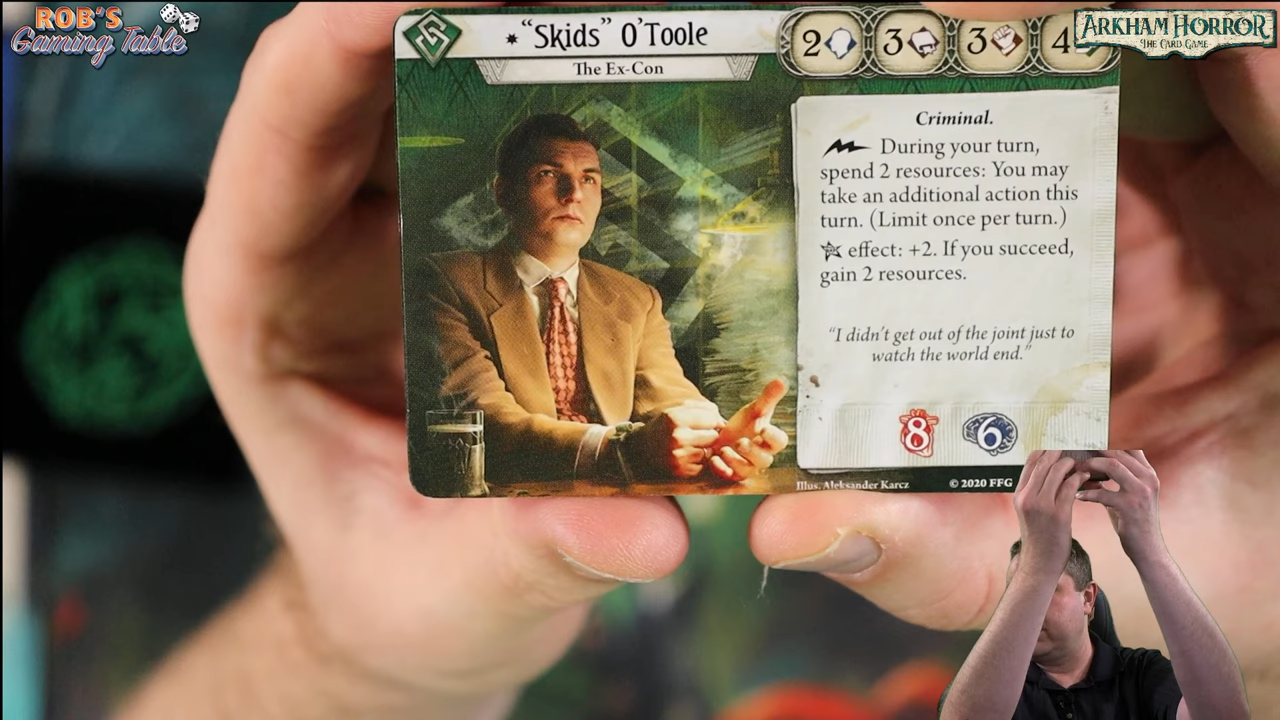 ROB'S
Gaming Table
ARKHAM HORROR
THE CARD GAME
"Skids" O'Toole
The Ex-Con
2 3 3 4
Criminal.
During your turn,
spend 2 resources: You may
take an additional action this
turn. (Limit once per turn.)
effect: +2. If you succeed,
gain 2 resources.
"I didn't get out of the joint just to
watch the world end."
8 6
Illus. Aleksander Karcz © 2020 FFG